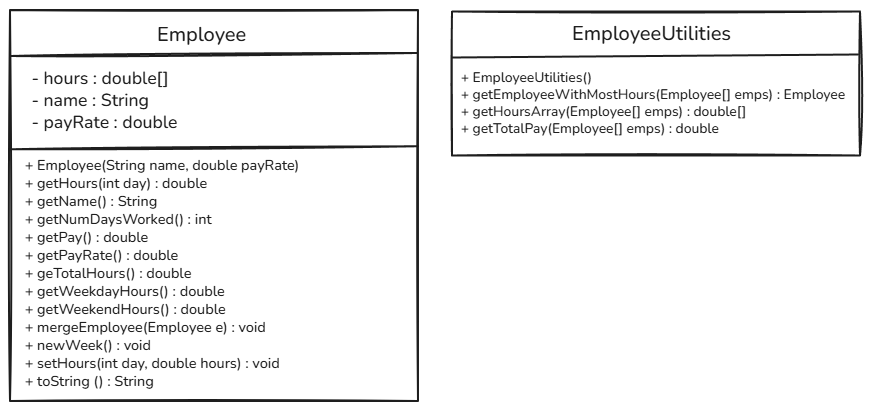 Employee
- hours : double[]
- name : String
- payRate : double
+ Employee(String name, double payRate)
+ getHours(int day) : double
+ getName() : String
+ getNumDaysWorked() : int
+ getPay() : double
+ getPayRate() : double
+ geTotalHours() : double
+ getWeekdayHours() : double
+ getWeekendHours() : double
+ mergeEmployee(Employee e) : void
+ newWeek() : void
+ setHours(int day, double hours) : void
+ toString () : String
EmployeeUtilities
+ EmployeeUtilities()
+ getEmployeeWithMostHours(Employee[] emps) : Employee
+ getHoursArray(Employee[] emps) : double[]
+ getTotalPay(Employee[] emps) : double